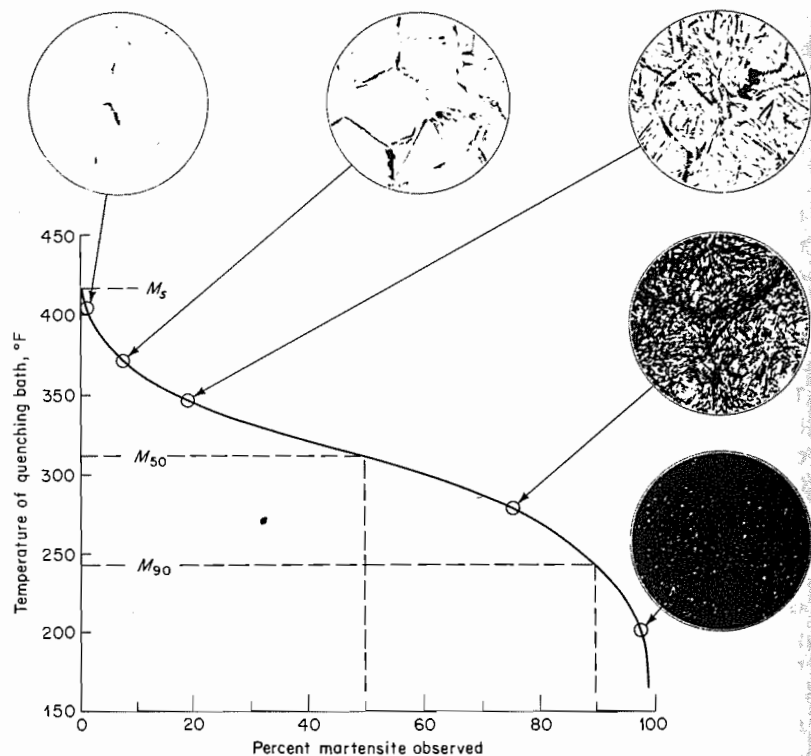 450
M_s
400
350
M_50
300
250
M_90
200
150
0
20
40
60
80
100
Temperature of quenching bath, °F
Percent martensite observed